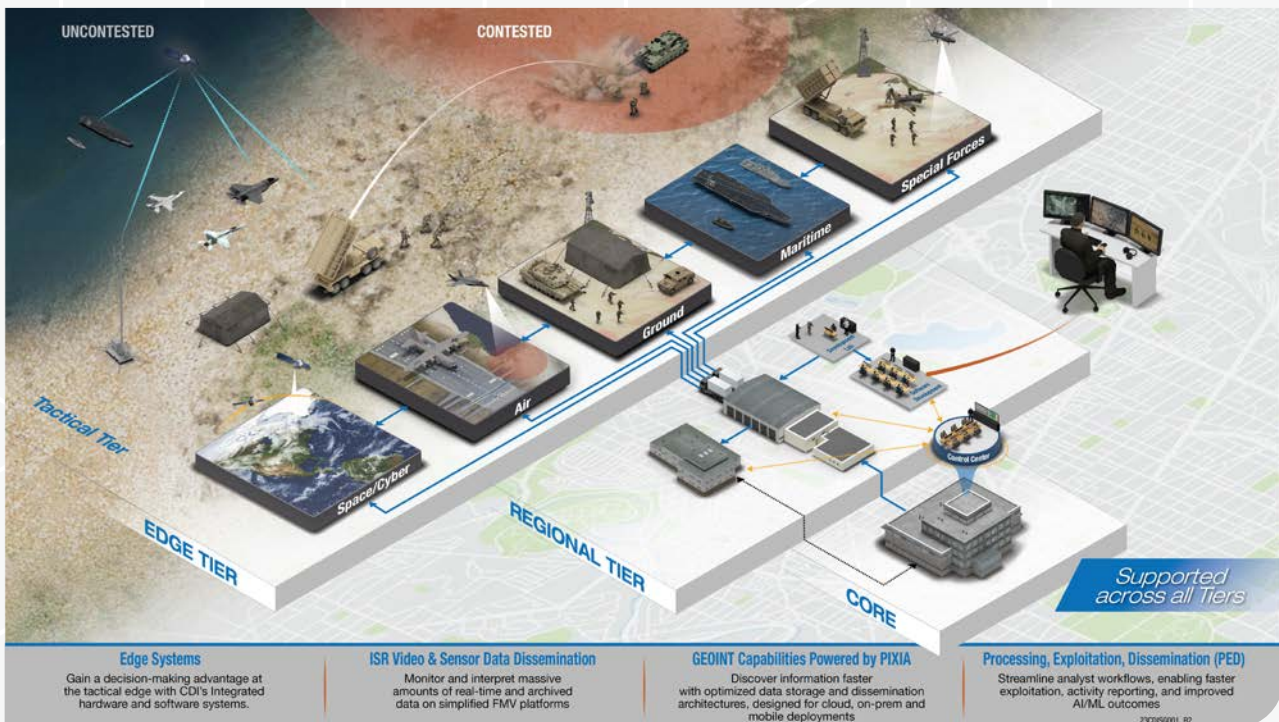 UNCONTESTED
CONTESTED
Special Forces
Maritime
Ground
Air
Space/Cyber
Tactical Tier
Development
Lab
Software
Development
Control Center
EDGE TIER
REGIONAL TIER
CORE
Supported
across all Tiers
Edge Systems
Gain a decision-making advantage at
the tactical edge with CDI's Integrated
hardware and software systems.
ISR Video & Sensor Data Dissemination
Monitor and interpret massive
amounts of real-time and archived
data on simplified FMV platforms
GEOINT Capabilities Powered by PIXIA
Discover information faster
with optimized data storage and dissemination
architectures, designed for cloud, on-prem and
mobile deployments
Processing, Exploitation, Dissemination (PED)
Streamline analyst workflows, enabling faster
exploitation, activity reporting, and improved
AI/ML outcomes